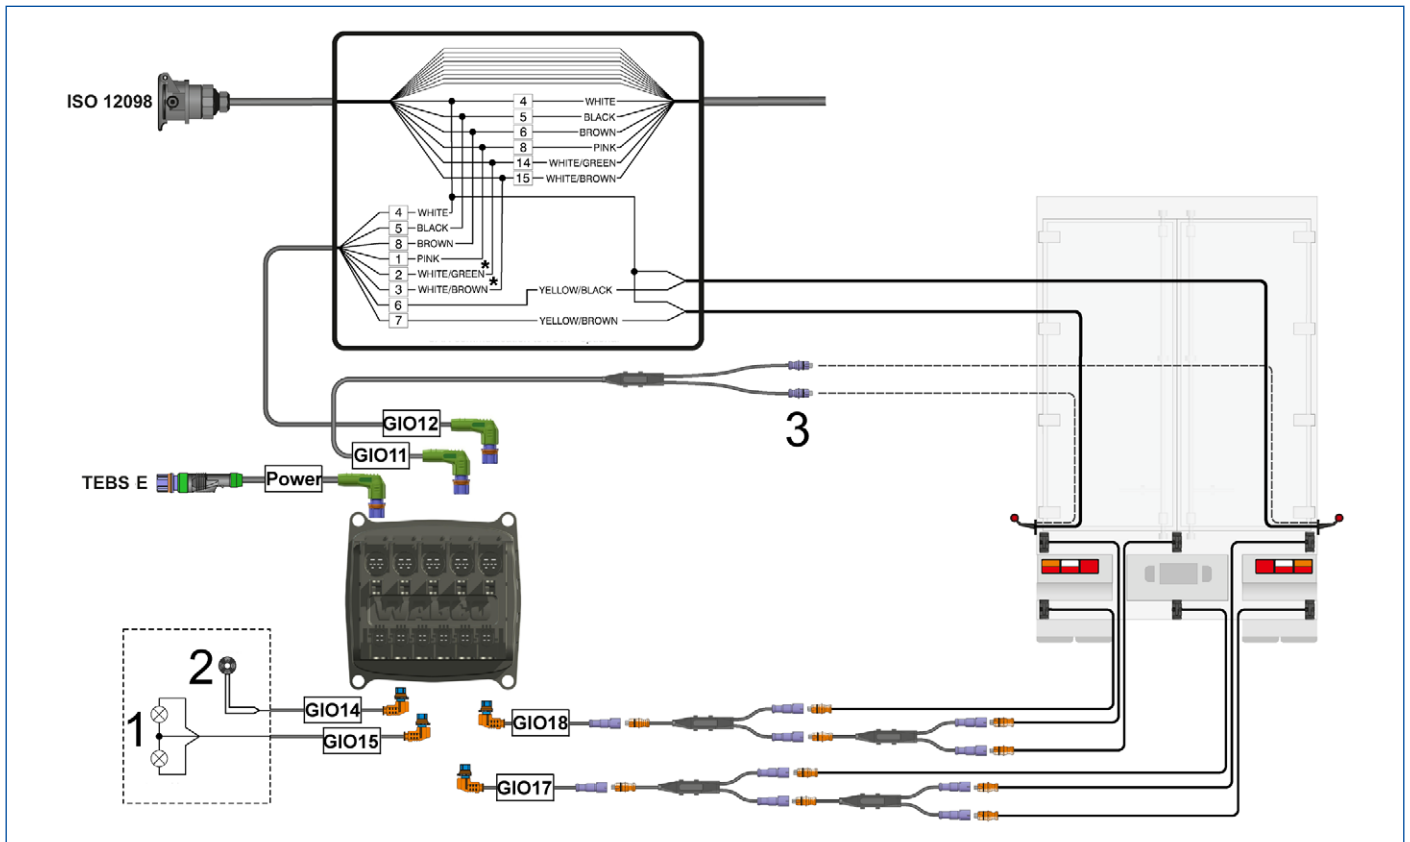 ISO 12098
4 WHITE
5 BLACK
6 BROWN
8 PINK
14 WHITE/GREEN
15 WHITE/BROWN
4 WHITE
5 BLACK
8 BROWN
1 PINK
2 WHITE/GREEN *
3 WHITE/BROWN *
6 YELLOW/BLACK
7 YELLOW/BROWN
3
GIO12
GIO11
TEBS E
Power
2
1
GIO14
GIO15
GIO18
GIO17